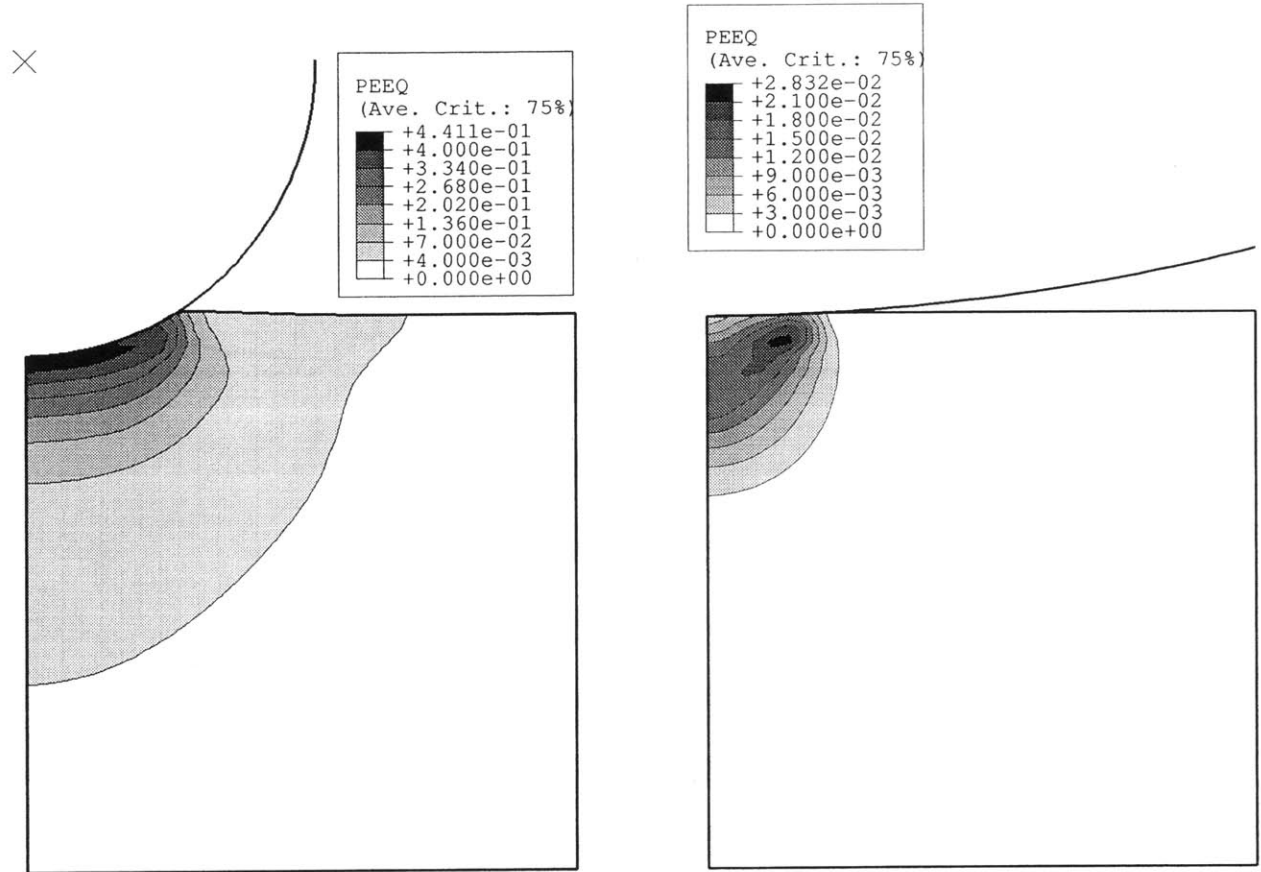 PEEQ
(Ave. Crit.: 75%)
+4.411e-01
+4.000e-01
+3.340e-01
+2.680e-01
+2.020e-01
+1.360e-01
+7.000e-02
+4.000e-03
+0.000e+00
PEEQ
(Ave. Crit.: 75%)
+2.832e-02
+2.100e-02
+1.800e-02
+1.500e-02
+1.200e-02
+9.000e-03
+6.000e-03
+3.000e-03
+0.000e+00